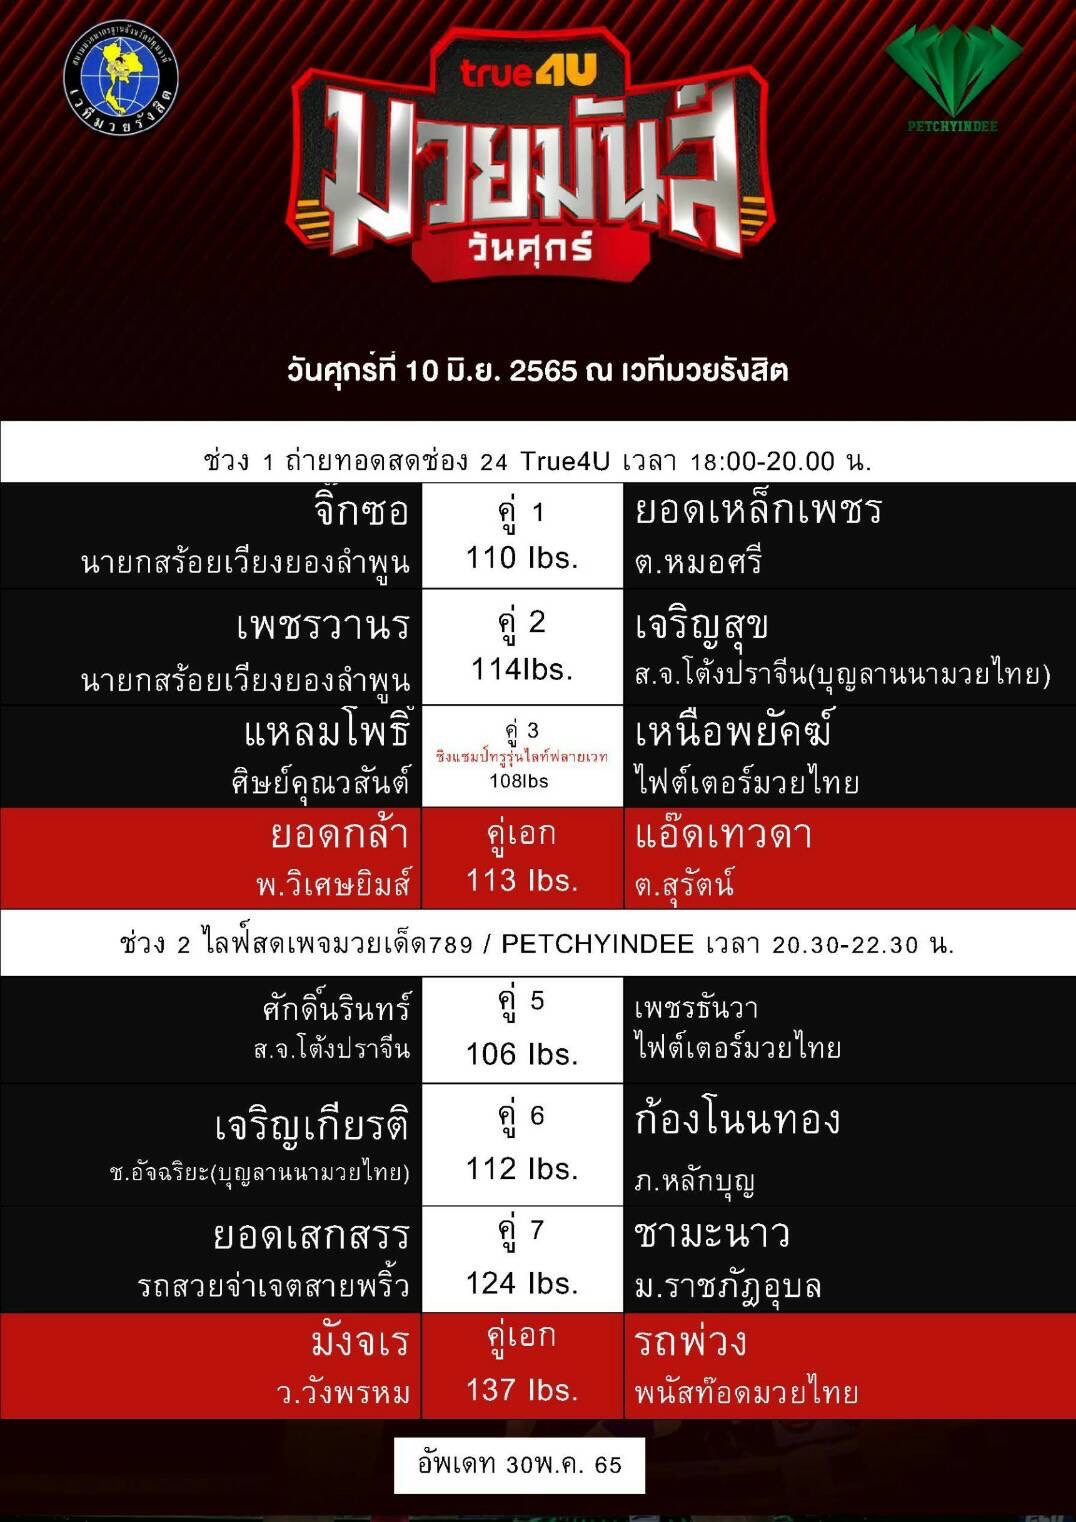 สนามมวยมาตรฐานจังหวัดปทุมธานี
เวทีมวยรังสิต
true4U
มวยมันส์
วันศุกร์
PETCHYINDEE
วันศุกร์ที่ 10 มิ.ย. 2565 ณ เวทีมวยรังสิต
ช่วง 1 ถ่ายทอดสดช่อง 24 True4U เวลา 18:00-20.00 น.
จิ๊กซอ คู่ 1 ยอดเหล็กเพชร
นายกสร้อยเวียงยองลำพูน 110 lbs. ต.หมอศรี
เพชรวานร คู่ 2 เจริญสุข
นายกสร้อยเวียงยองลำพูน 114lbs. ส.จ.โต้งปราจีน(บุญลานนามวยไทย)
แหลมโพธิ์ คู่ 3 เหนือพยัคฆ์
ชิงแชมป์ทรูรุ่นไลท์ฟลายเวท
ศิษย์คุณวสันต์ 108lbs ไฟต์เตอร์มวยไทย
ยอดกล้า คู่เอก แอ๊ดเทวดา
พ.วิเศษยิมส์ 113 lbs. ต.สุรัตน์
ช่วง 2 ไลฟ์สดเพจมวยเด็ด789 / PETCHYINDEE เวลา 20.30-22.30 น.
ศักดิ์นรินทร์ คู่ 5 เพชรธันวา
ส.จ.โต้งปราจีน 106 lbs. ไฟต์เตอร์มวยไทย
เจริญเกียรติ คู่ 6 ก้องโนนทอง
ช.อัจฉริยะ(บุญลานนามวยไทย) 112 lbs. ภ.หลักบุญ
ยอดเสกสรร คู่ 7 ชามะนาว
รถสวยจ่าเจตสายพริ้ว 124 lbs. ม.ราชภัฏอุบล
มังจเร คู่เอก รถพ่วง
ว.วังพรหม 137 lbs. พนัสท๊อดมวยไทย
อัพเดท 30พ.ค. 65